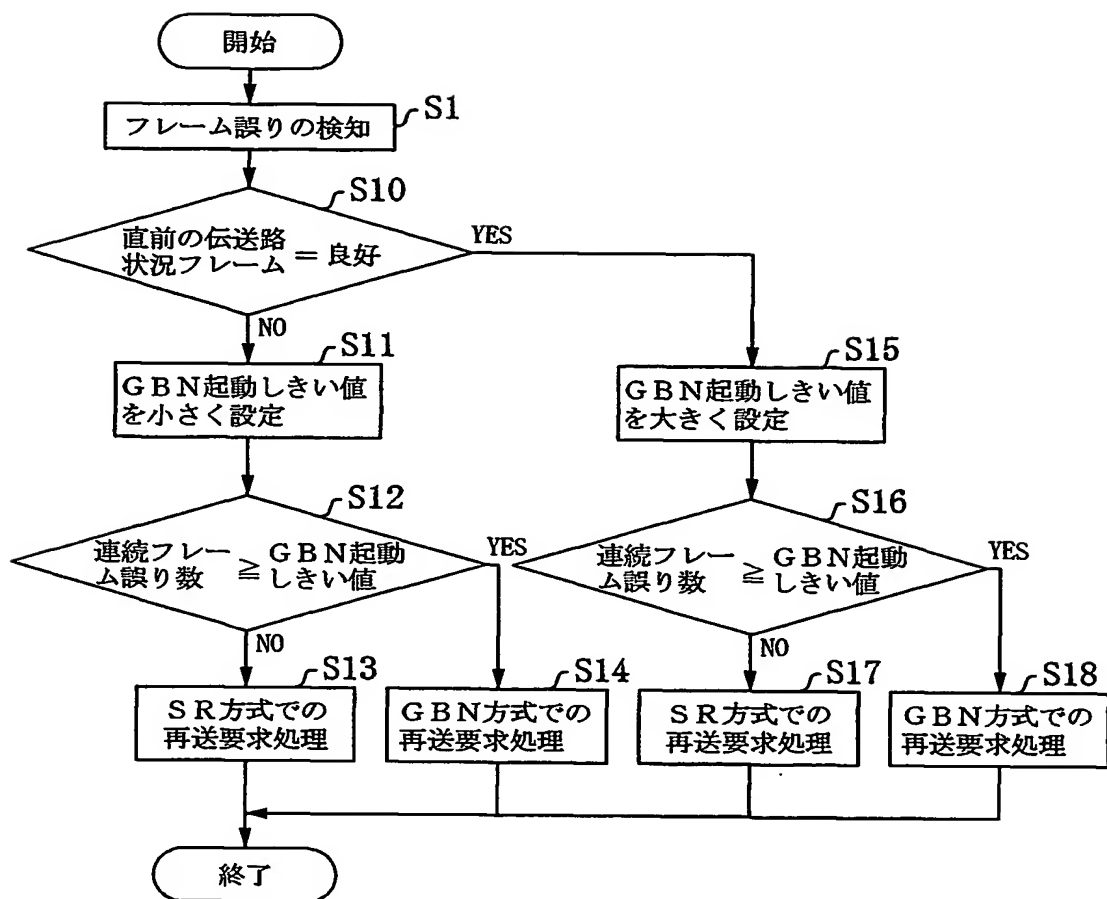 開始
フレーム誤りの検知
S1
S10
直前の伝送路
状況フレーム ＝ 良好
YES
NO
S11
GBN起動しきい値
を小さく設定
S15
GBN起動しきい値
を大きく設定
S12
連続フレー
ム誤り数
≧
GBN起動
しきい値
YES
NO
S16
連続フレー
ム誤り数
≧
GBN起動
しきい値
YES
NO
S13
SR方式での
再送要求処理
S14
GBN方式での
再送要求処理
S17
SR方式での
再送要求処理
S18
GBN方式での
再送要求処理
終了